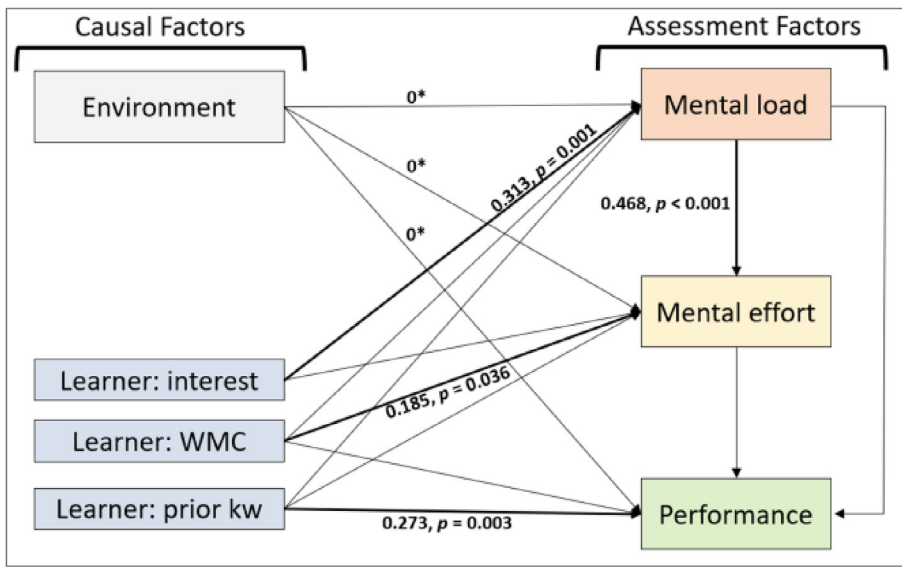 Causal Factors
Assessment Factors
Environment
Mental load
0*
0*
0*
0.313, p = 0.001
0.468, p < 0.001
Mental effort
Learner: interest
0.185, p = 0.036
Learner: WMC
Learner: prior kw
0.273, p = 0.003
Performance